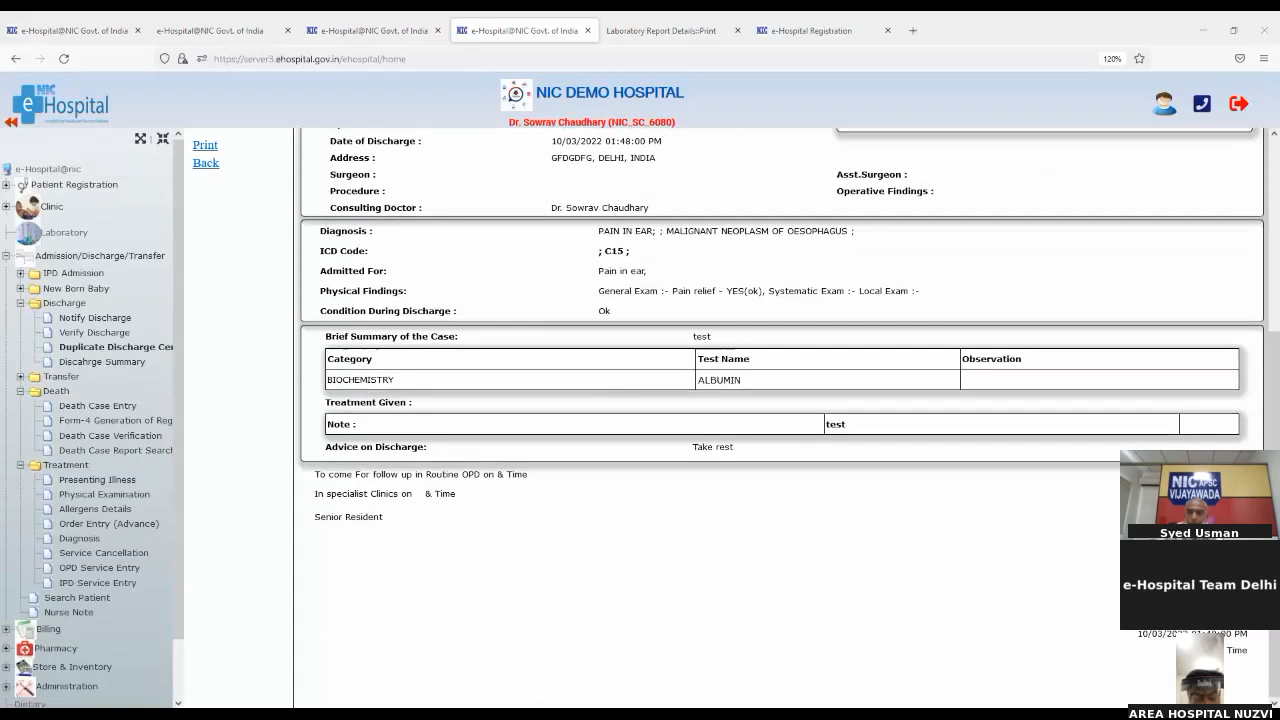 e-Hospital@NIC Govt. of India
e-Hospital@NIC Govt. of India
e-Hospital@NIC Govt. of India
e-Hospital@NIC Govt. of India
Laboratory Report Details::Print
e-Hospital Registration
https://server3.ehospital.gov.in/ehospital/home
120%
NIC
eHospital
NIC DEMO HOSPITAL
Dr. Sowrav Chaudhary (NIC_SC_6080)
e-Hospital@nic
Patient Registration
Clinic
Laboratory
Admission/Discharge/Transfer
IPD Admission
New Born Baby
Discharge
Notify Discharge
Verify Discharge
Duplicate Discharge Cer
Discahrge Summary
Transfer
Death
Death Case Entry
Form-4 Generation of Reg
Death Case Verification
Death Case Report Search
Treatment
Presenting Illness
Physical Examination
Allergens Details
Order Entry (Advance)
Diagnosis
Service Cancellation
OPD Service Entry
IPD Service Entry
Search Patient
Nurse Note
Billing
Pharmacy
Store & Inventory
Administration
Dietary
Print
Back
Date of Discharge : 10/03/2022 01:48:00 PM
Address : GFDGDFG, DELHI, INDIA
Surgeon : Asst.Surgeon :
Procedure : Operative Findings :
Consulting Doctor : Dr. Sowrav Chaudhary
Diagnosis : PAIN IN EAR; ; MALIGNANT NEOPLASM OF OESOPHAGUS ;
ICD Code: ; C15 ;
Admitted For: Pain in ear,
Physical Findings: General Exam :- Pain relief - YES(ok), Systematic Exam :- Local Exam :-
Condition During Discharge : Ok
Brief Summary of the Case: test
Category Test Name Observation
BIOCHEMISTRY ALBUMIN
Treatment Given :
Note : test
Advice on Discharge: Take rest
To come For follow up in Routine OPD on & Time
In specialist Clinics on & Time
Senior Resident
NIC APSC
VIJAYAWADA
Syed Usman
e-Hospital Team Delhi
10/03/2022 01:48:00 PM
Time
AREA HOSPITAL NUZVI